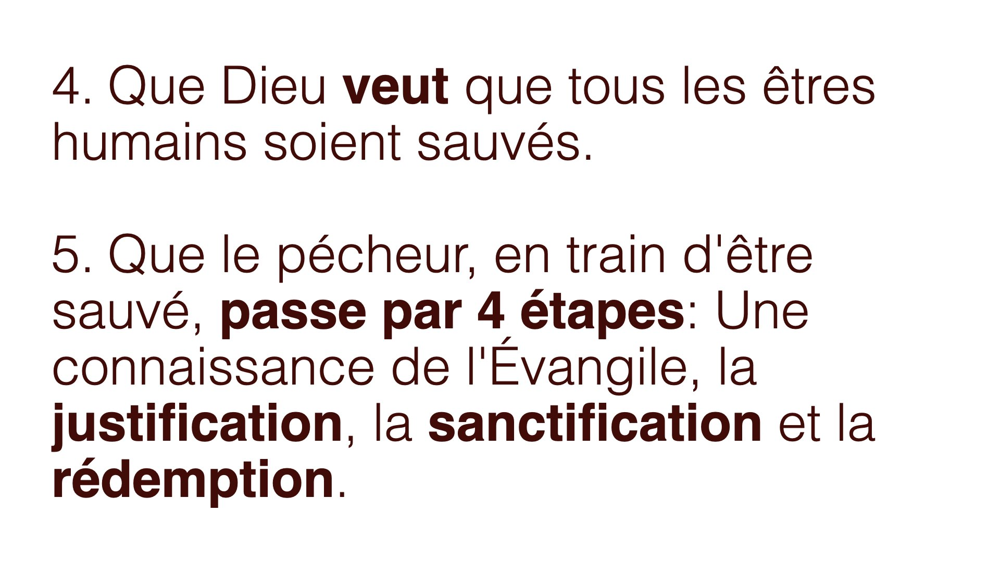 4. Que Dieu veut que tous les êtres
humains soient sauvés.
5. Que le pécheur, en train d'être
sauvé, passe par 4 étapes: Une
connaissance de l'Évangile, la
justification, la sanctification et la
rédemption.